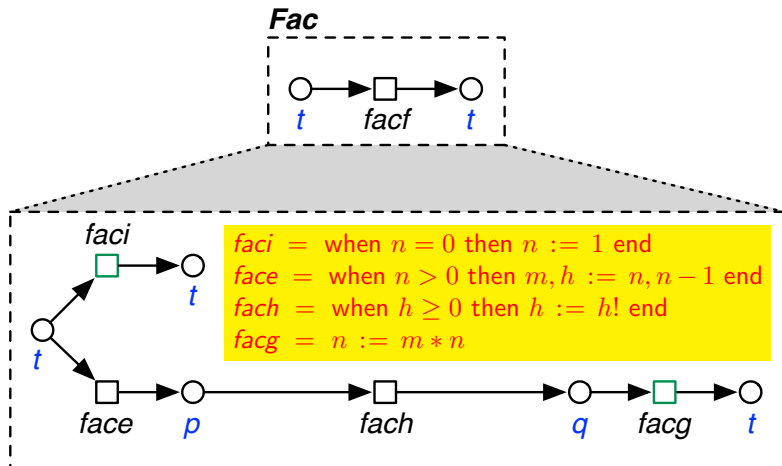 Fac
t facf t
faci
t
faci = when n = 0 then n := 1 end
face = when n > 0 then m, h := n, n − 1 end
fach = when h ≥ 0 then h := h! end
facg = n := m ∗ n
t
face p fach q facg t